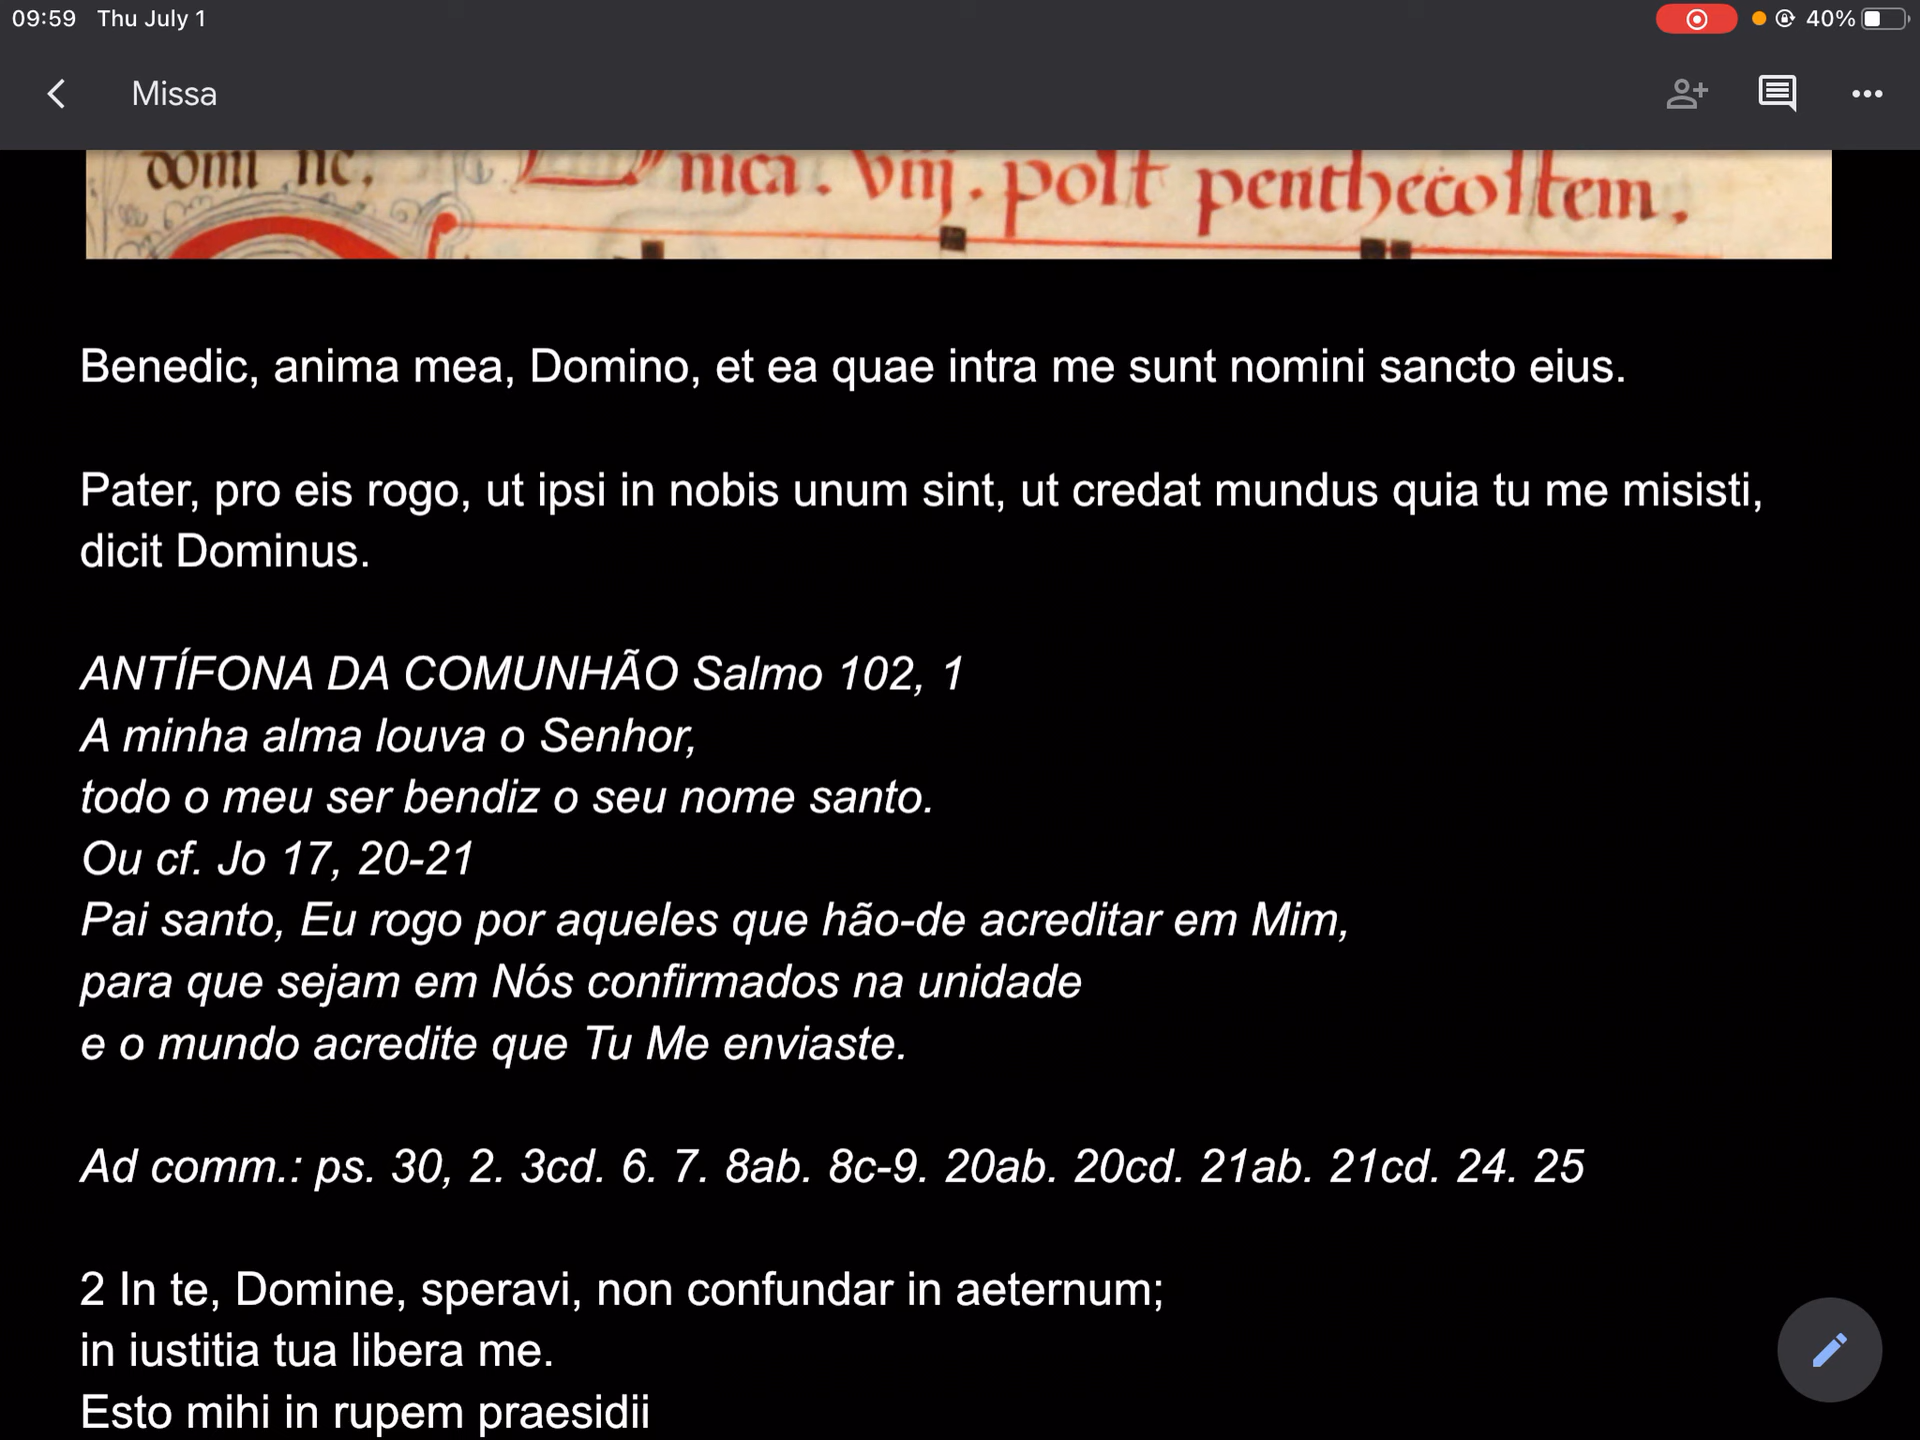 09:59 Thu July 1
40%
Missa
nica . viij . post penthecostem .
Benedic, anima mea, Domino, et ea quae intra me sunt nomini sancto eius.
Pater, pro eis rogo, ut ipsi in nobis unum sint, ut credat mundus quia tu me misisti,
dicit Dominus.
ANTÍFONA DA COMUNHÃO Salmo 102, 1
A minha alma louva o Senhor,
todo o meu ser bendiz o seu nome santo.
Ou cf. Jo 17, 20-21
Pai santo, Eu rogo por aqueles que hão-de acreditar em Mim,
para que sejam em Nós confirmados na unidade
e o mundo acredite que Tu Me enviaste.
Ad comm.: ps. 30, 2. 3cd. 6. 7. 8ab. 8c-9. 20ab. 20cd. 21ab. 21cd. 24. 25
2 In te, Domine, speravi, non confundar in aeternum;
in iustitia tua libera me.
Esto mihi in rupem praesidii